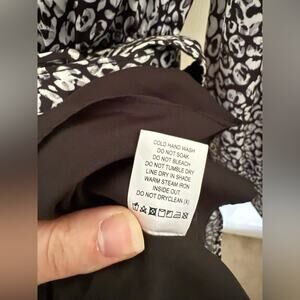 COLD HAND WASH
DO NOT SOAK
DO NOT BLEACH
DO NOT TUMBLE DRY
LINE DRY IN SHADE
WARM STEAM IRON
INSIDE OUT
DO NOT DRYCLEAN (X)